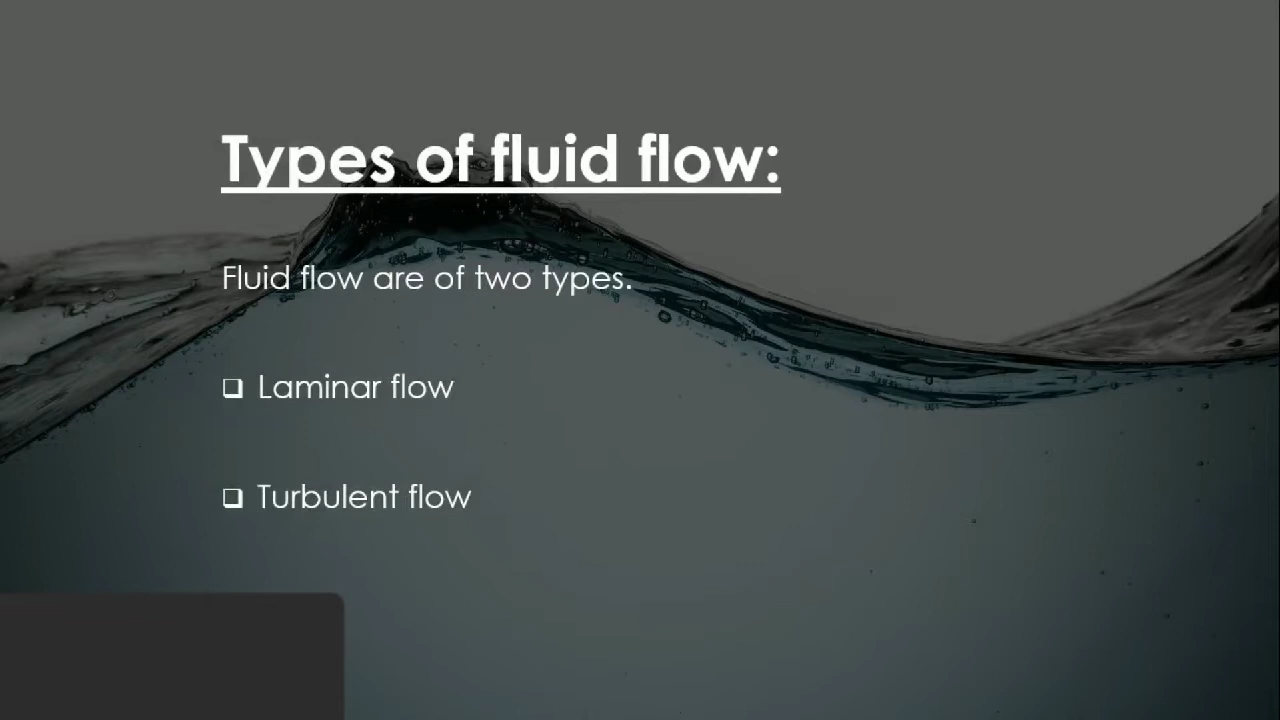 Types of fluid flow:
Fluid flow are of two types.
❑ Laminar flow
❑ Turbulent flow